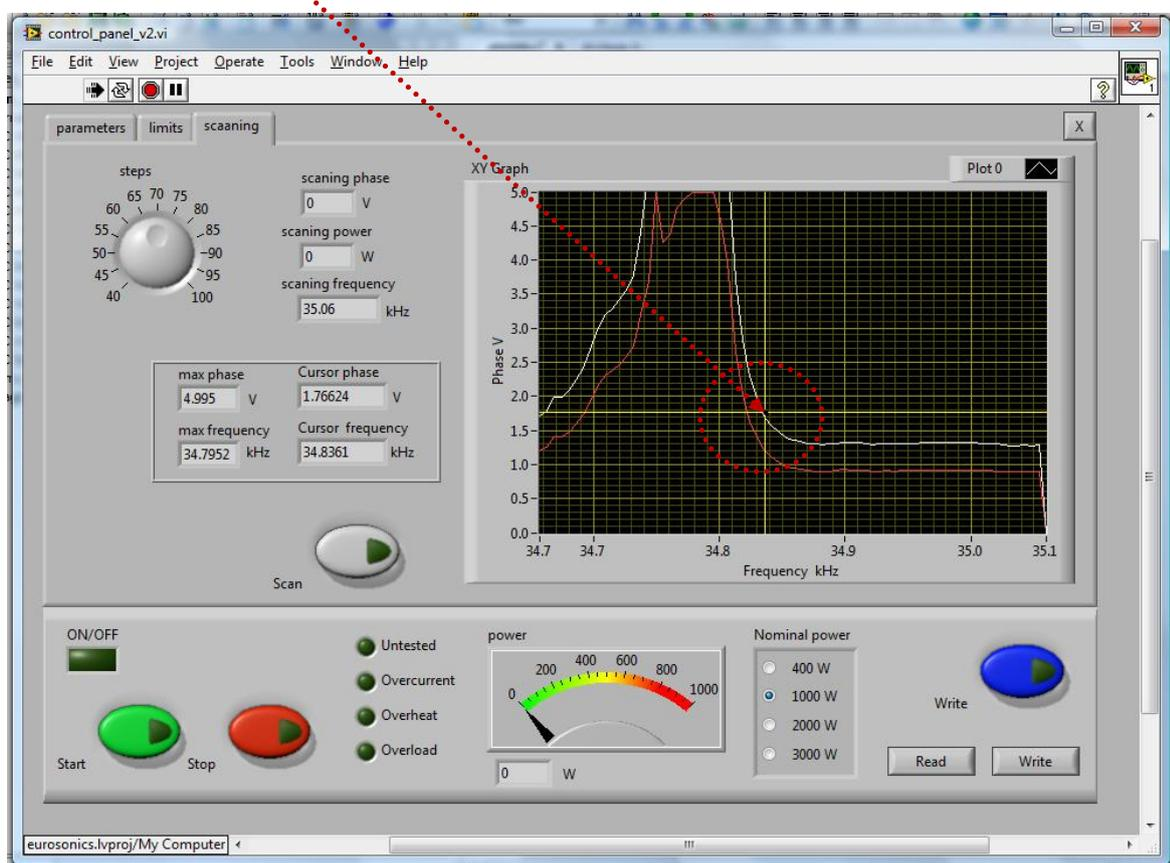 control_panel_v2.vi
File Edit View Project Operate Tools Window Help
1
parameters limits scaaning X
steps
40 45 50 55 60 65 70 75 80 85 90 95 100
scaning phase
0 V
scaning power
0 W
scaning frequency
35.06 kHz
max phase Cursor phase
4.995 V 1.76624 V
max frequency Cursor frequency
34.7952 kHz 34.8361 kHz
Scan
XY Graph Plot 0
Phase V
5.0
4.5
4.0
3.5
3.0
2.5
2.0
1.5
1.0
0.5
0.0
34.7 34.7 34.8 34.9 35.0 35.1
Frequency kHz
ON/OFF
Start Stop
Untested
Overcurrent
Overheat
Overload
power
0 200 400 600 800 1000
0 W
Nominal power
400 W
1000 W
2000 W
3000 W
Write
Read Write
eurosonics.lvproj/My Computer